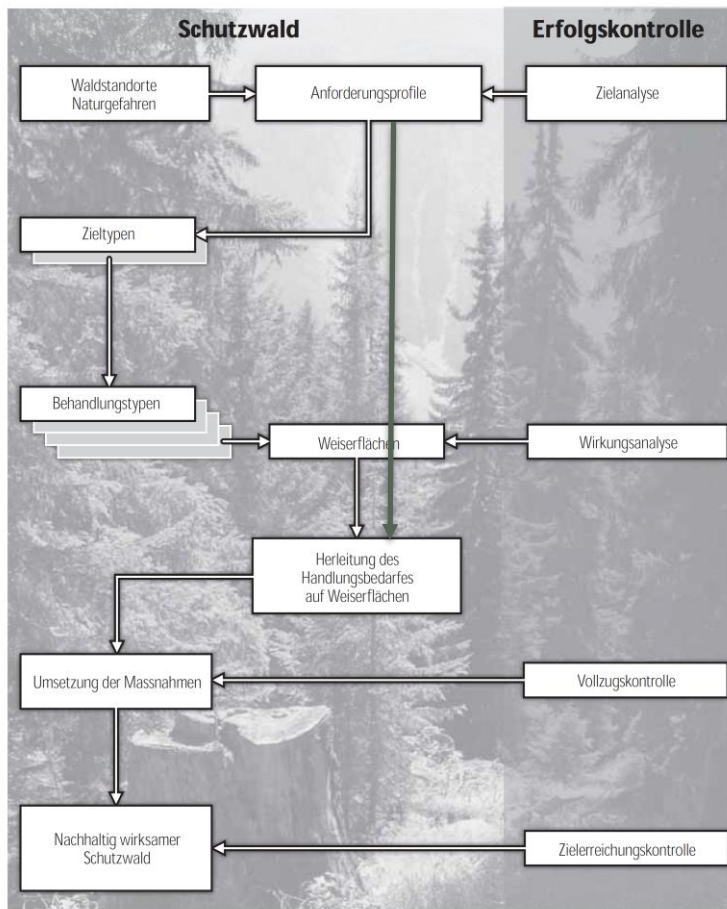 Schutzwald
Erfolgskontrolle
Waldstandorte
Naturgefahren
Anforderungsprofile
Zielanalyse
Zieltypen
Behandlungstypen
Weiserflächen
Wirkungsanalyse
Herleitung des
Handlungsbedarfes
auf Weiserflächen
Umsetzung der Massnahmen
Vollzugskontrolle
Nachhaltig wirksamer
Schutzwald
Zielerreichungskontrolle